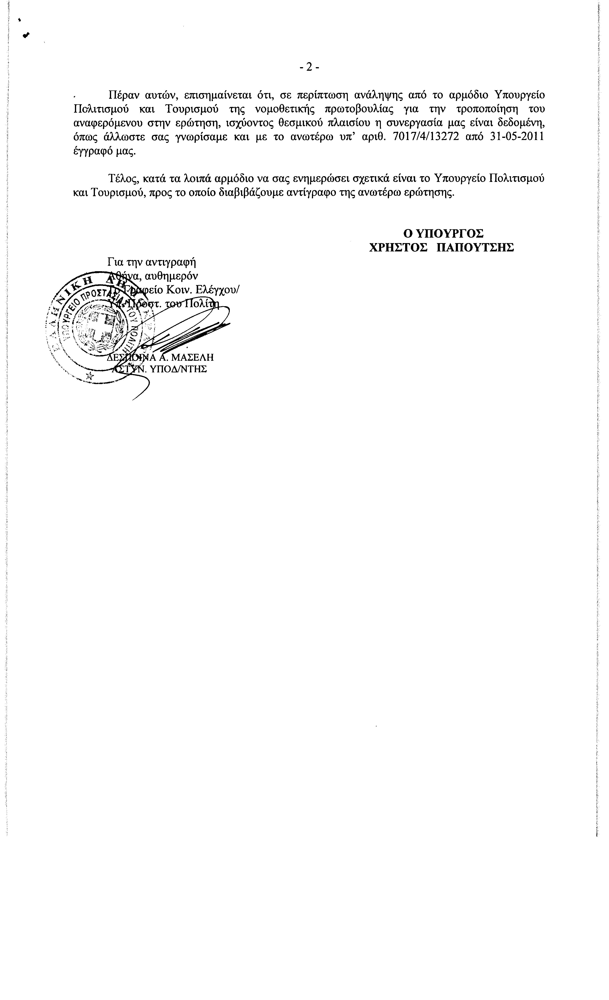 - 2 -
Πέραν αυτών, επισημαίνεται ότι, σε περίπτωση ανάληψης από το αρμόδιο Υπουργείο
Πολιτισμού και Τουρισμού της νομοθετικής πρωτοβουλίας για την τροποποίηση του
αναφερόμενου στην ερώτηση, ισχύοντος θεσμικού πλαισίου η συνεργασία μας είναι δεδομένη,
όπως άλλωστε σας γνωρίσαμε και με το ανωτέρω υπ’ αριθ. 7017/4/13272 από 31-05-2011
έγγραφό μας.
Τέλος, κατά τα λοιπά αρμόδιο να σας ενημερώσει σχετικά είναι το Υπουργείο Πολιτισμού
και Τουρισμού, προς το οποίο διαβιβάζουμε αντίγραφο της ανωτέρω ερώτησης.
Ο ΥΠΟΥΡΓΟΣ
ΧΡΗΣΤΟΣ ΠΑΠΟΥΤΣΗΣ
Για την αντιγραφή
Αθήνα, αυθημερόν
Το Γραφείο Κοιν. Ελέγχου/
Υπ. Προστ. του Πολίτη
ΕΛΛΗΝΙΚΗ ΔΗΜΟΚΡΑΤΙΑ
ΥΠΟΥΡΓΕΙΟ ΠΡΟΣΤΑΣΙΑΣ ΤΟΥ ΠΟΛΙΤΗ
ΔΕΣΠΟΙΝΑ Α. ΜΑΣΕΛΗ
ΑΣΤΥΝ. ΥΠΟΔ/ΝΤΗΣ